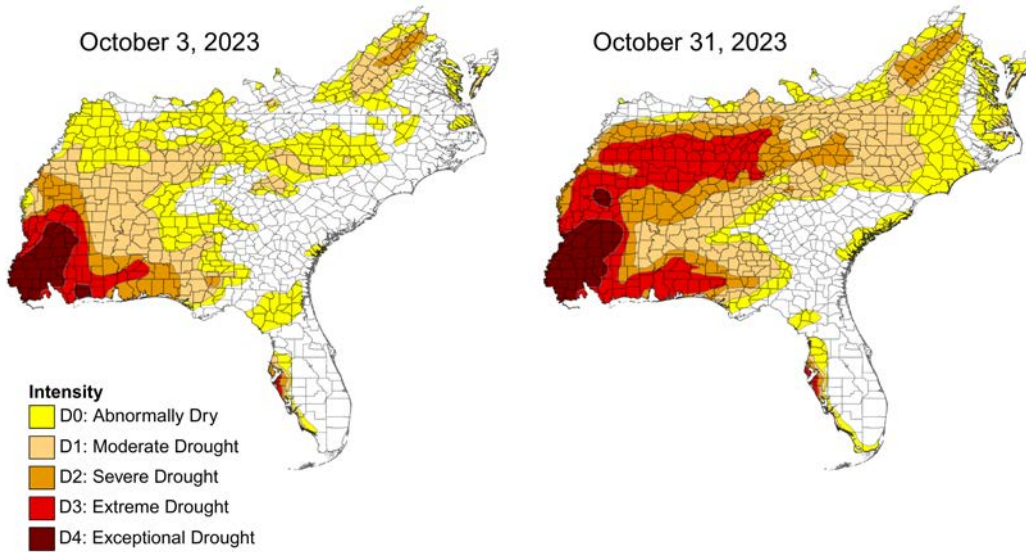 October 3, 2023
October 31, 2023
Intensity
D0: Abnormally Dry
D1: Moderate Drought
D2: Severe Drought
D3: Extreme Drought
D4: Exceptional Drought